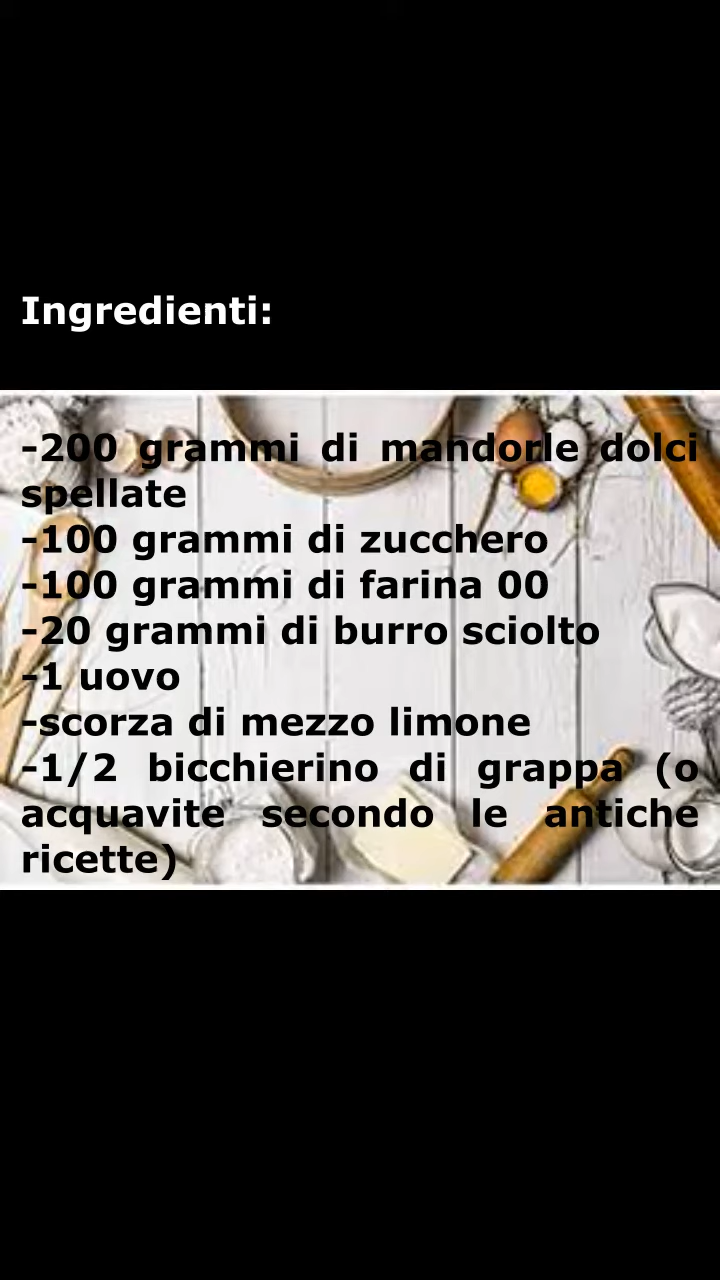 Ingredienti:
-200 grammi di mandorle dolci
spellate
-100 grammi di zucchero
-100 grammi di farina 00
-20 grammi di burro sciolto
-1 uovo
-scorza di mezzo limone
-1/2 bicchierino di grappa (o
acquavite secondo le antiche
ricette)